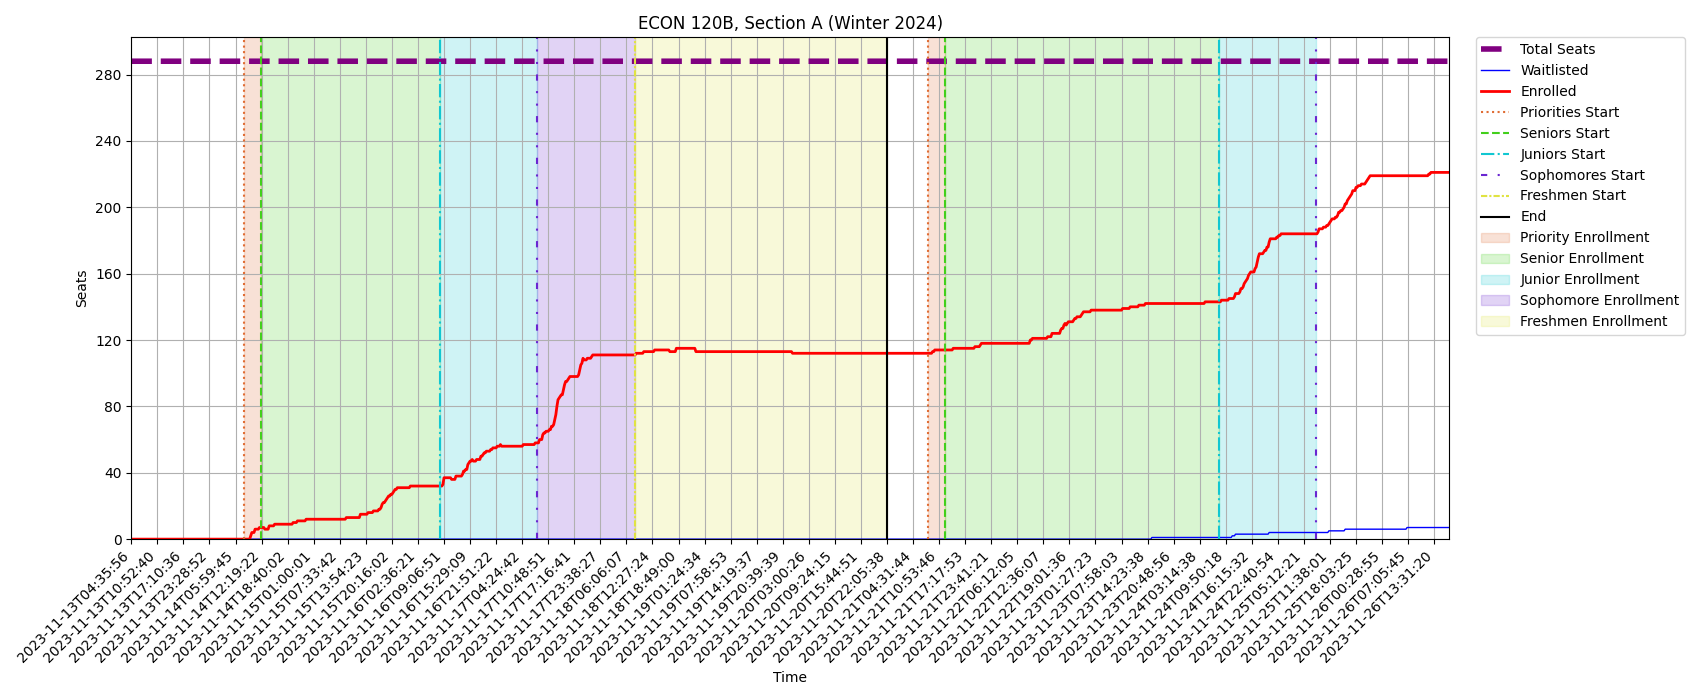 ECON 120B, Section A (Winter 2024)
Seats
280
240
200
160
120
80
40
0
2023-11-13T04:35:56
2023-11-13T10:52:40
2023-11-13T17:10:36
2023-11-13T23:28:52
2023-11-14T05:59:45
2023-11-14T12:19:22
2023-11-14T18:40:02
2023-11-15T01:00:01
2023-11-15T07:33:42
2023-11-15T13:54:23
2023-11-15T20:16:02
2023-11-16T02:36:21
2023-11-16T09:06:51
2023-11-16T15:29:09
2023-11-16T21:51:22
2023-11-17T04:24:42
2023-11-17T10:48:51
2023-11-17T17:16:41
2023-11-17T23:38:27
2023-11-18T06:06:07
2023-11-18T12:27:24
2023-11-18T18:49:00
2023-11-19T01:24:34
2023-11-19T07:58:53
2023-11-19T14:19:37
2023-11-19T20:39:39
2023-11-20T03:00:26
2023-11-20T09:24:15
2023-11-20T15:44:51
2023-11-20T22:05:38
2023-11-21T04:31:44
2023-11-21T10:53:46
2023-11-21T17:17:53
2023-11-21T23:41:21
2023-11-22T06:12:05
2023-11-22T12:36:07
2023-11-22T19:01:36
2023-11-23T01:27:23
2023-11-23T07:58:03
2023-11-23T14:23:38
2023-11-23T20:48:56
2023-11-24T03:14:38
2023-11-24T09:50:18
2023-11-24T16:15:32
2023-11-24T22:40:54
2023-11-25T05:12:21
2023-11-25T11:38:01
2023-11-25T18:03:25
2023-11-26T00:28:55
2023-11-26T07:05:45
2023-11-26T13:31:20
Time
Total Seats
Waitlisted
Enrolled
Priorities Start
Seniors Start
Juniors Start
Sophomores Start
Freshmen Start
End
Priority Enrollment
Senior Enrollment
Junior Enrollment
Sophomore Enrollment
Freshmen Enrollment